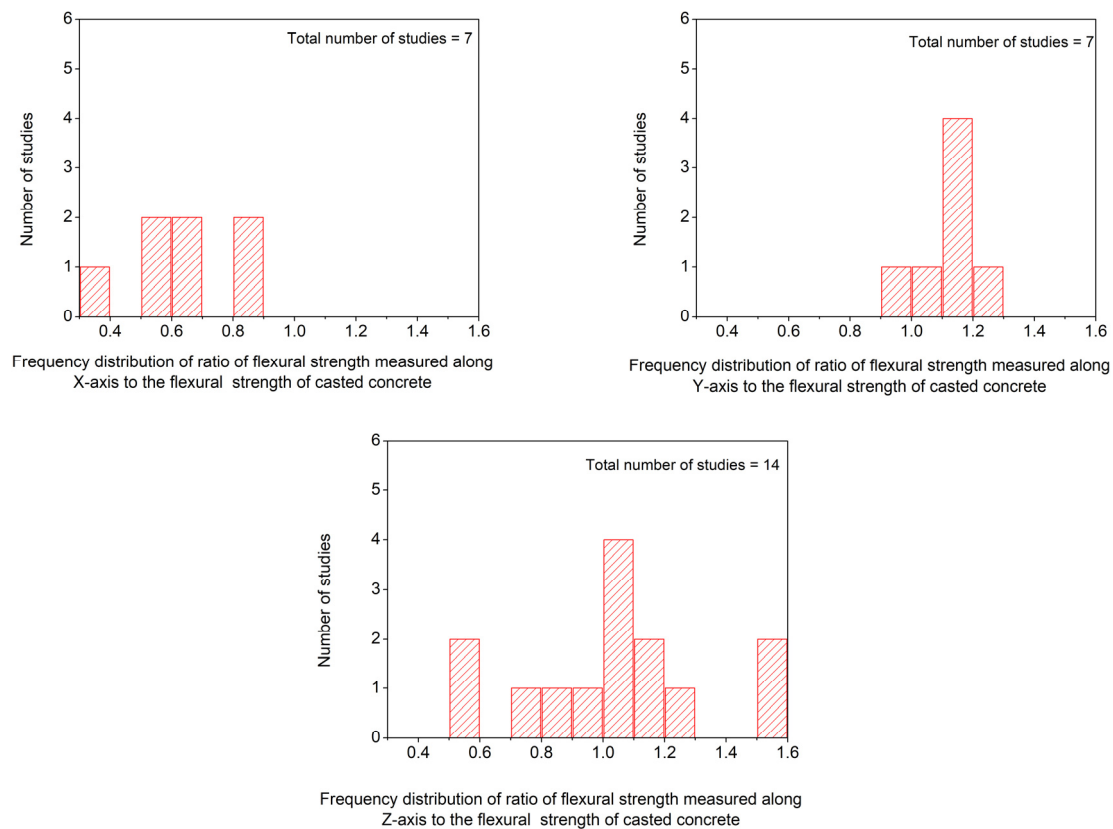 Total number of studies = 7
Number of studies
6
5
4
3
2
1
0
0.4 0.6 0.8 1.0 1.2 1.4 1.6
Frequency distribution of ratio of flexural strength measured along
X-axis to the flexural strength of casted concrete
Total number of studies = 7
Number of studies
6
5
4
3
2
1
0
0.4 0.6 0.8 1.0 1.2 1.4 1.6
Frequency distribution of ratio of flexural strength measured along
Y-axis to the flexural strength of casted concrete
Total number of studies = 14
Number of studies
6
5
4
3
2
1
0
0.4 0.6 0.8 1.0 1.2 1.4 1.6
Frequency distribution of ratio of flexural strength measured along
Z-axis to the flexural strength of casted concrete